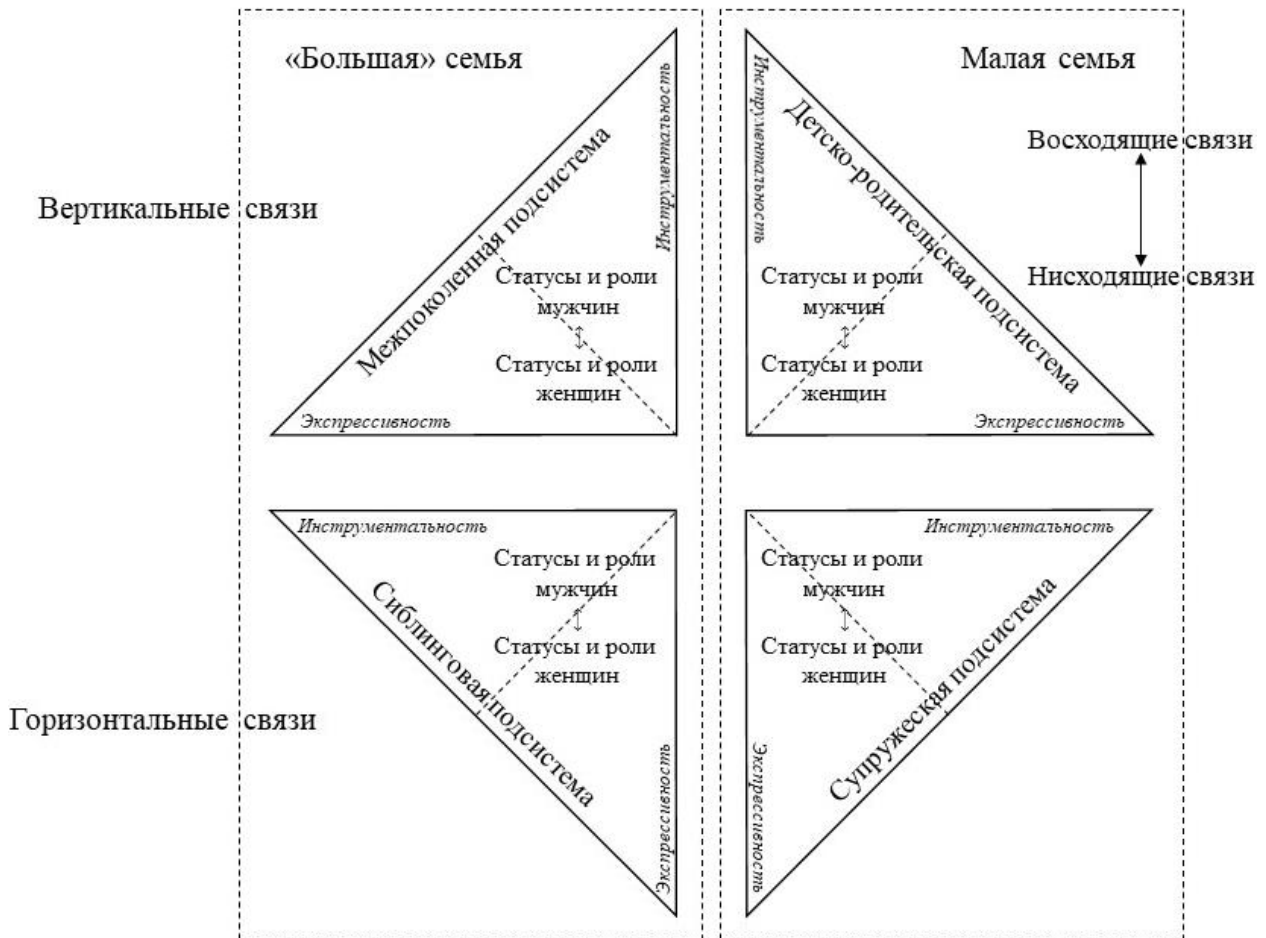 «Большая» семья
Малая семья
Инструментальность
Межпоколенная подсистема
Статусы и роли
мужчин
Статусы и роли
женщин
Экспрессивность
Инструментальность
Детско-родительская подсистема
Статусы и роли
мужчин
Статусы и роли
женщин
Экспрессивность
Восходящие связи
Нисходящие связи
Вертикальные связи
Инструментальность
Статусы и роли
мужчин
Статусы и роли
женщин
Сиблинговая подсистема
Экспрессивность
Инструментальность
Статусы и роли
мужчин
Статусы и роли
женщин
Супружеская подсистема
Экспрессивность
Горизонтальные связи